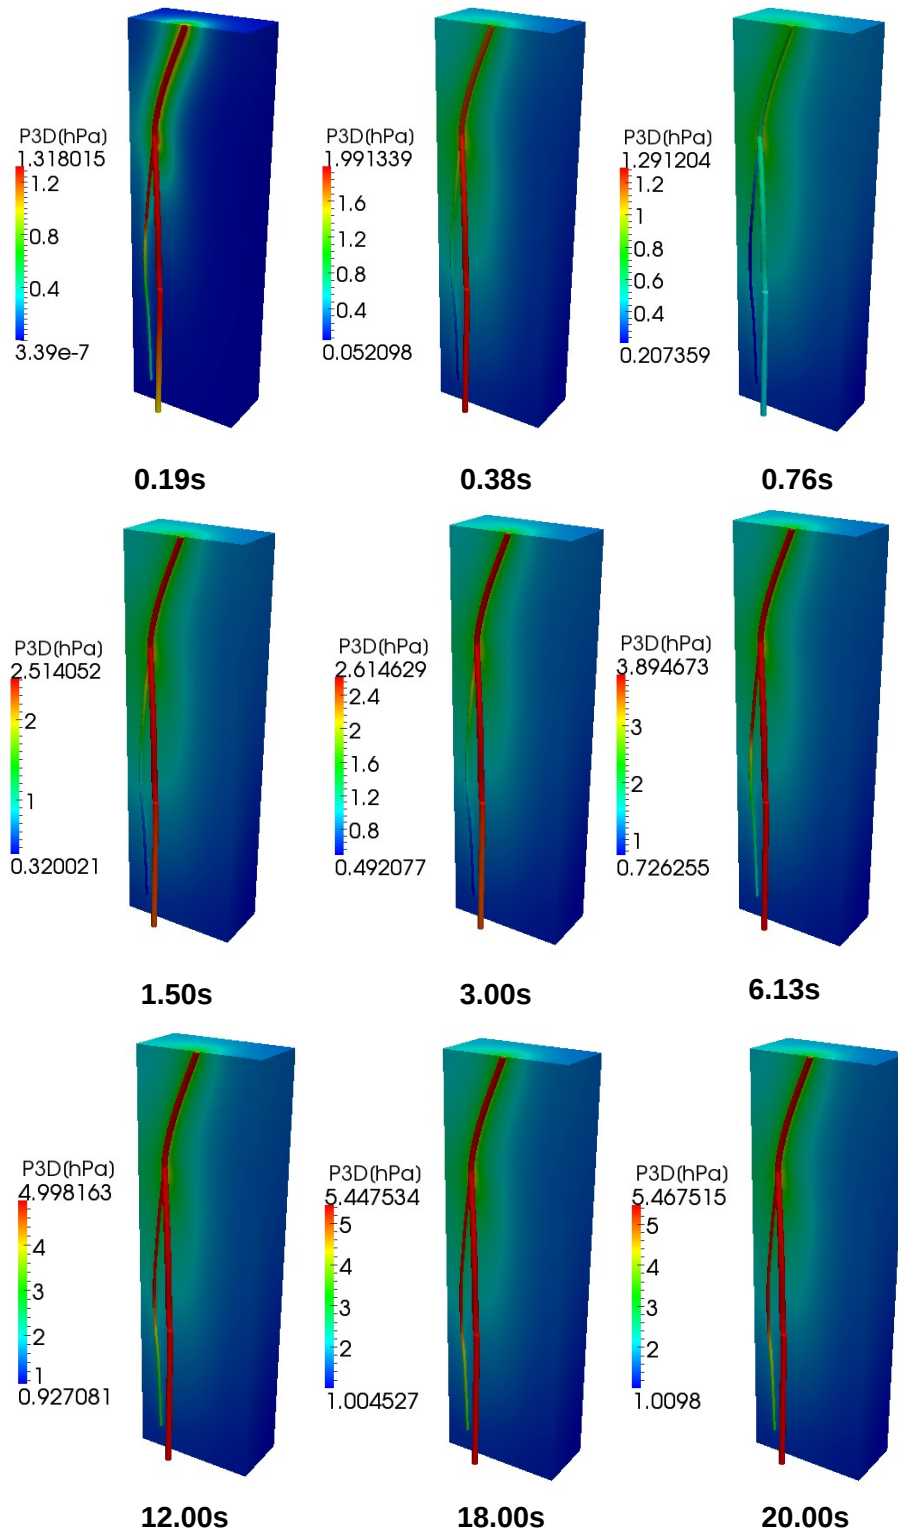 P3D(hPa)
1.318015
1.2
0.8
0.4
3.39e-7
0.19s
P3D(hPa)
1.991339
1.6
1.2
0.8
0.4
0.052098
0.38s
P3D(hPa)
1.291204
1.2
1
0.8
0.6
0.4
0.207359
0.76s
P3D(hPa)
2.514052
2
1
0.320021
1.50s
P3D(hPa)
2.614629
2.4
2
1.6
1.2
0.8
0.492077
3.00s
P3D(hPa)
3.894673
3
2
1
0.726255
6.13s
P3D(hPa)
4.998163
4
3
2
1
0.927081
12.00s
P3D(hPa)
5.447534
5
4
3
2
1.004527
18.00s
P3D(hPa)
5.467515
5
4
3
2
1.0098
20.00s